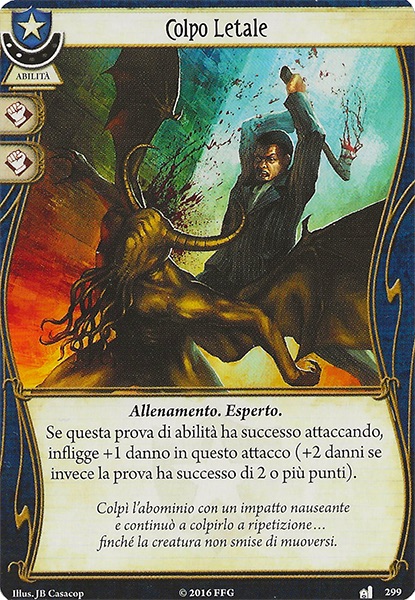 Colpo Letale
ABILITÀ
Allenamento. Esperto.
Se questa prova di abilità ha successo attaccando,
infligge +1 danno in questo attacco (+2 danni se
invece la prova ha successo di 2 o più punti).
Colpì l'abominio con un impatto nauseante
e continuò a colpirlo a ripetizione…
finché la creatura non smise di muoversi.
Illus. JB Casacop
© 2016 FFG
299